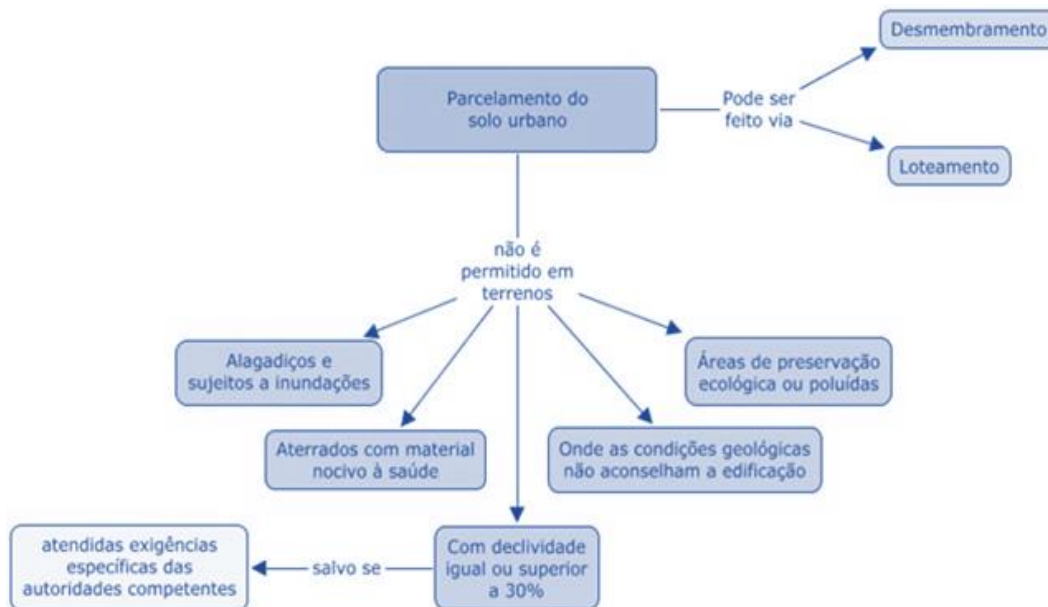 Desmembramento
Parcelamento do
solo urbano
Pode ser
feito via
Loteamento
não é
permitido em
terrenos
Alagadiços e
sujeitos a inundações
Áreas de preservação
ecológica ou poluídas
Aterrados com material
nocivo à saúde
Onde as condições geológicas
não aconselham a edificação
atendidas exigências
específicas das
autoridades competentes
salvo se
Com declividade
igual ou superior
a 30%